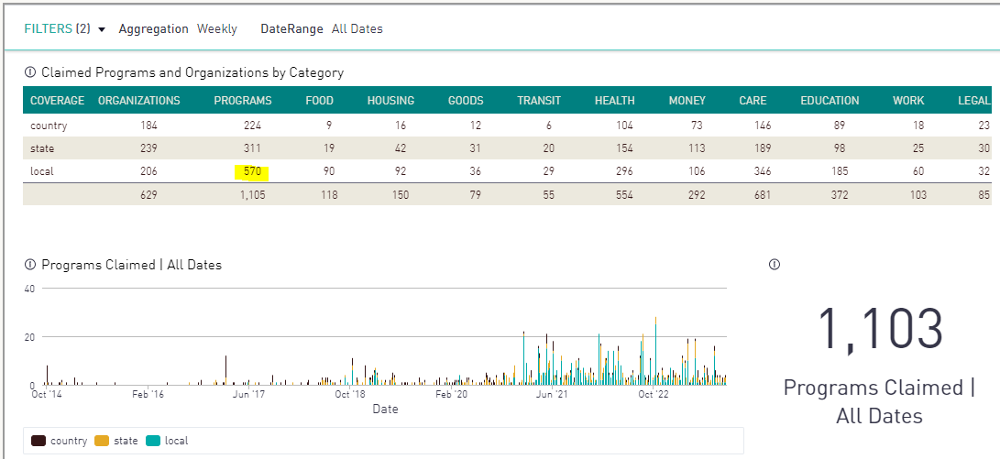 FILTERS (2) Aggregation Weekly DateRange All Dates
Claimed Programs and Organizations by Category
COVERAGE ORGANIZATIONS PROGRAMS FOOD HOUSING GOODS TRANSIT HEALTH MONEY CARE EDUCATION WORK LEGAL
country 184 224 9 16 12 6 104 73 146 89 18 23
state 239 311 19 42 31 20 154 113 189 98 25 30
local 206 570 90 92 36 29 296 106 346 185 60 32
629 1,105 118 150 79 55 554 292 681 372 103 85
Programs Claimed | All Dates
40
20
0
Oct '14 Feb '16 Jun '17 Oct '18 Feb '20 Jun '21 Oct '22
Date
country state local
1,103
Programs Claimed |
All Dates